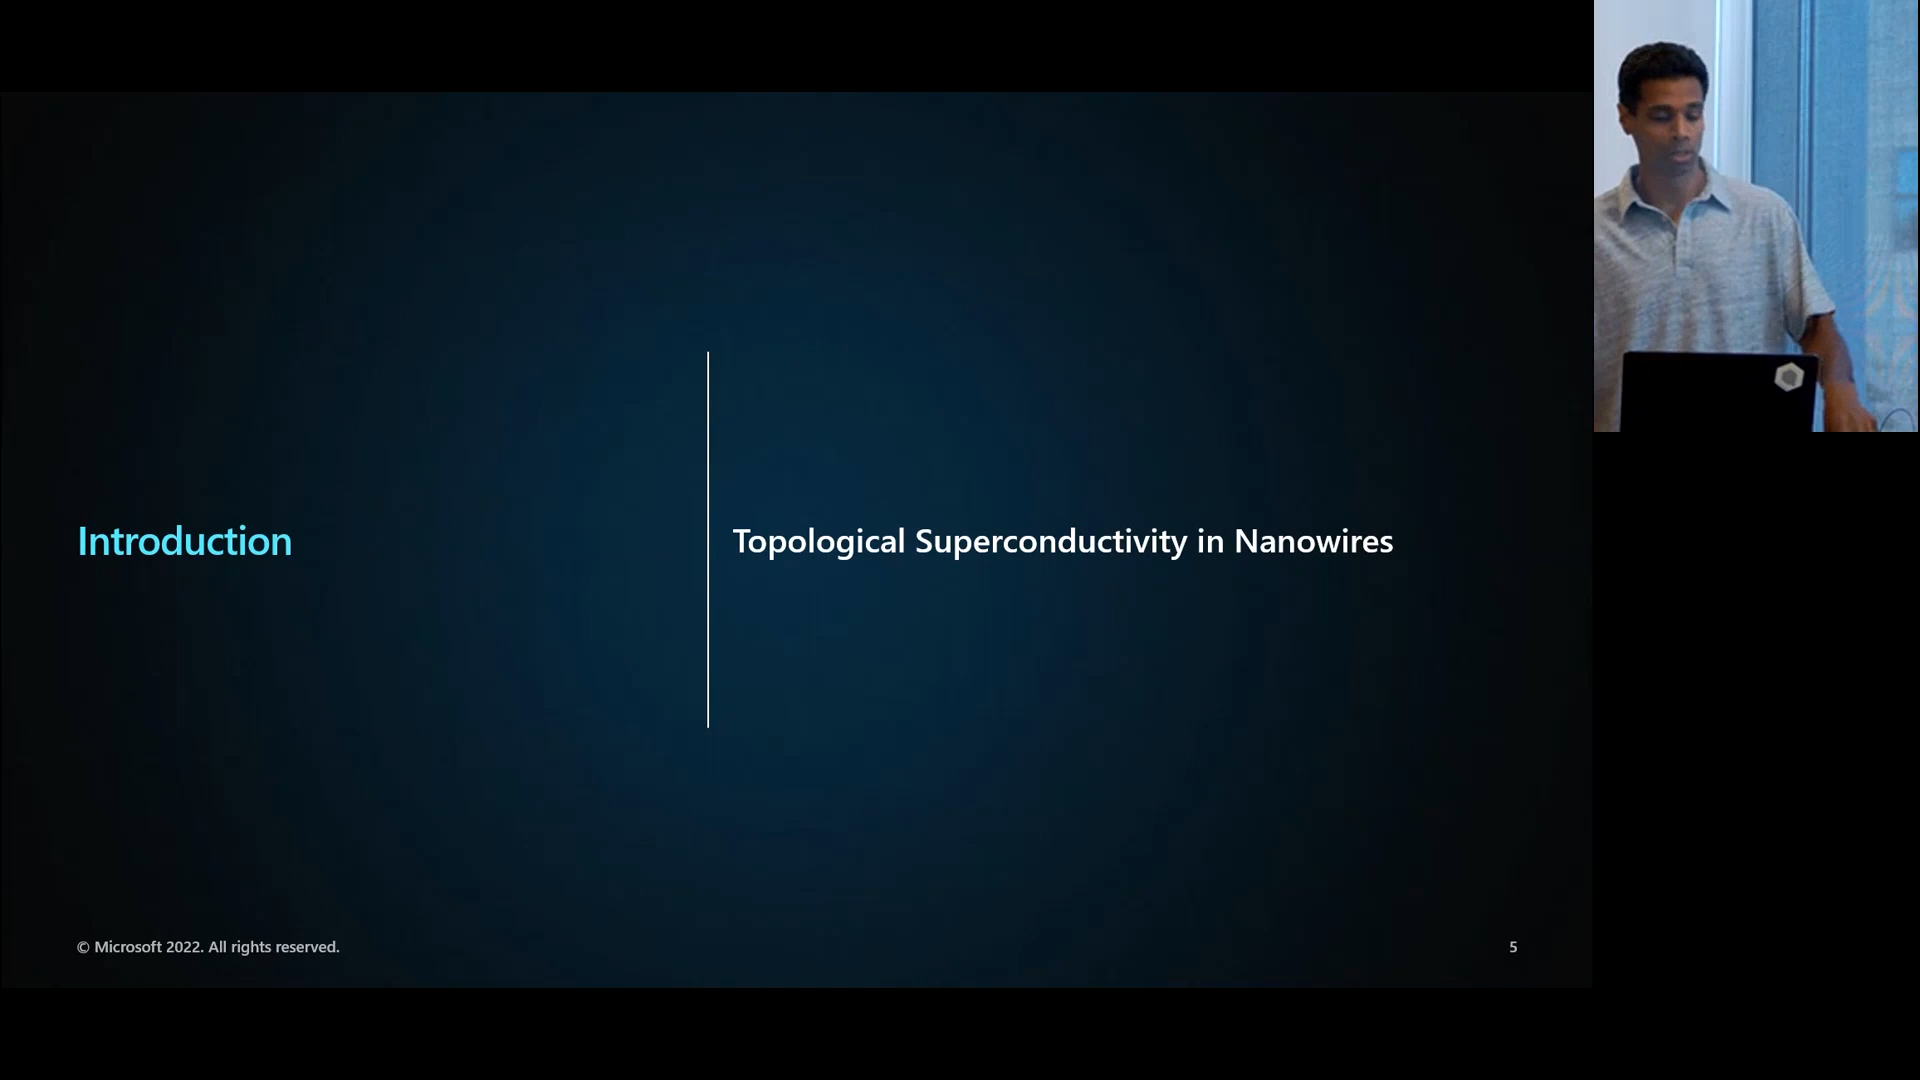 Introduction
Topological Superconductivity in Nanowires
© Microsoft 2022. All rights reserved.
5